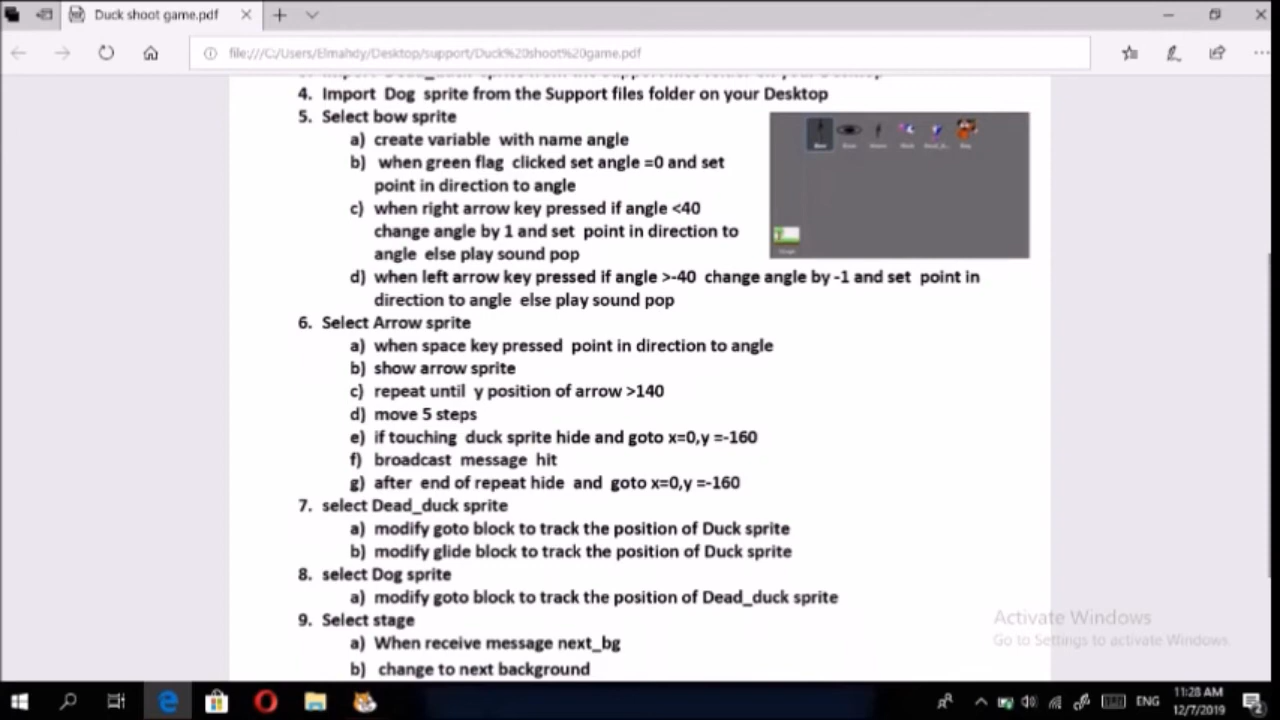 Duck shoot game.pdf
file:///C:/Users/Elmahdy/Desktop/support/Duck%20shoot%20game.pdf
4. Import Dog sprite from the Support files folder on your Desktop
5. Select bow sprite
a) create variable with name angle
b) when green flag clicked set angle =0 and set
point in direction to angle
c) when right arrow key pressed if angle <40
change angle by 1 and set point in direction to
angle else play sound pop
d) when left arrow key pressed if angle >-40 change angle by -1 and set point in
direction to angle else play sound pop
6. Select Arrow sprite
a) when space key pressed point in direction to angle
b) show arrow sprite
c) repeat until y position of arrow >140
d) move 5 steps
e) if touching duck sprite hide and goto x=0,y =-160
f) broadcast message hit
g) after end of repeat hide and goto x=0,y =-160
7. select Dead_duck sprite
a) modify goto block to track the position of Duck sprite
b) modify glide block to track the position of Duck sprite
8. select Dog sprite
a) modify goto block to track the position of Dead_duck sprite
9. Select stage
a) When receive message next_bg
b) change to next background
Activate Windows
Go to Settings to activate Windows.
ENG
11:28 AM
12/7/2019
2